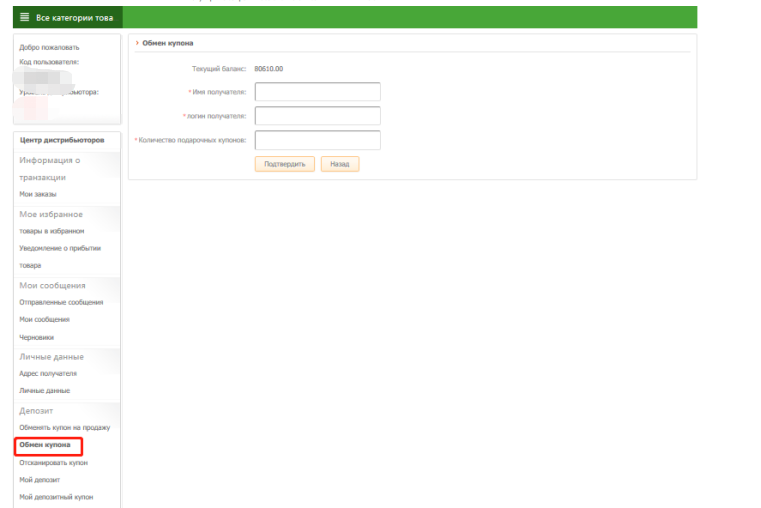 Все категории това
Добро пожаловать
Код пользователя:
Центр дистрибьюторов
Информация о
транзакции
Мои заказы
Мое избранное
товары в избранном
Уведомление о прибытии
товара
Мои сообщения
Отправленные сообщения
Мои сообщения
Черновики
Личные данные
Адрес получателя
Личные данные
Депозит
Обменять купон на продажу
Обмен купона
Отсканировать купон
Мой депозит
Мой депозитный купон
> Обмен купона
Текущий баланс: 80610.00
*Имя получателя:
*логин получателя:
*Количество подарочных купонов:
Подтвердить Назад